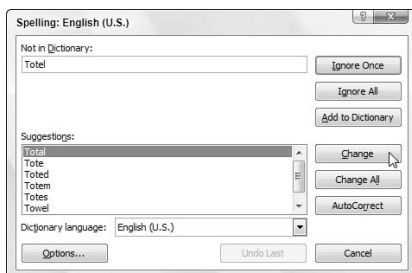 Spelling: English (U.S.)
Not in Dictionary:
Totel
Ignore Once
Ignore All
Add to Dictionary
Suggestions:
Total
Tote
Toted
Totem
Totes
Towel
Change
Change All
AutoCorrect
Dictionary language: English (U.S.)
Options... Undo Last Cancel